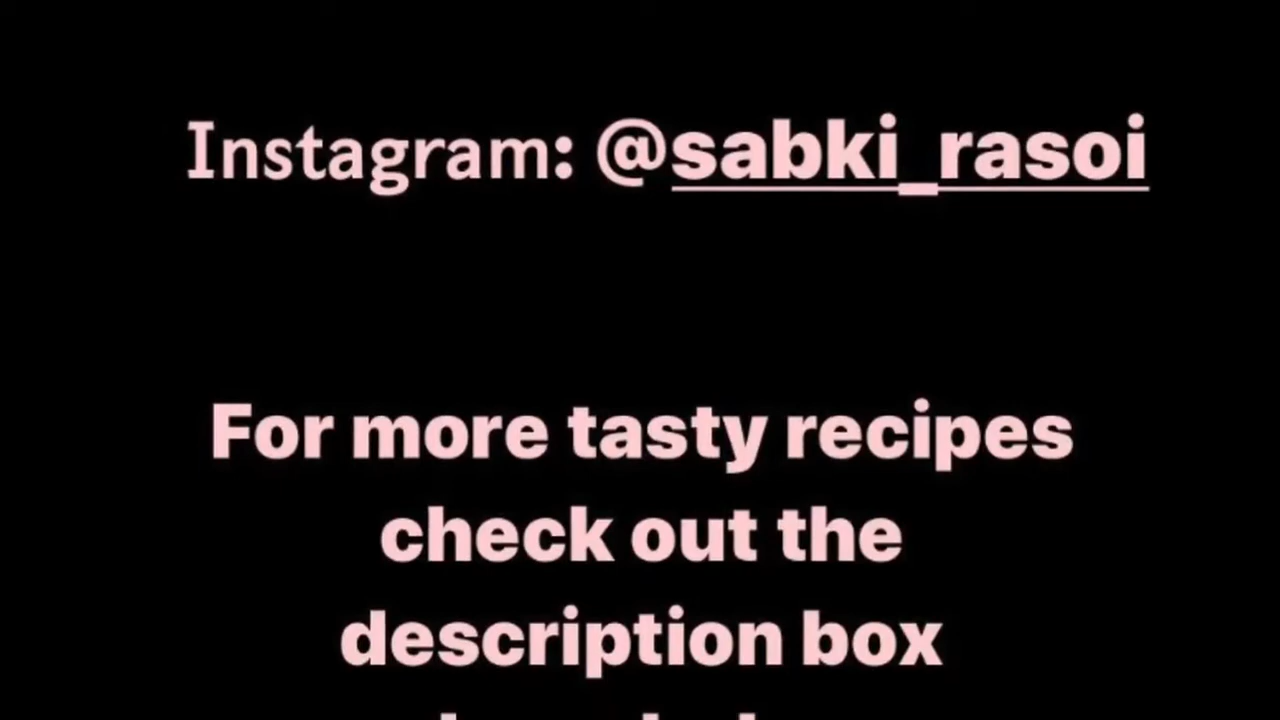 Instagram: @sabki_rasoi
For more tasty recipes
check out the
description box